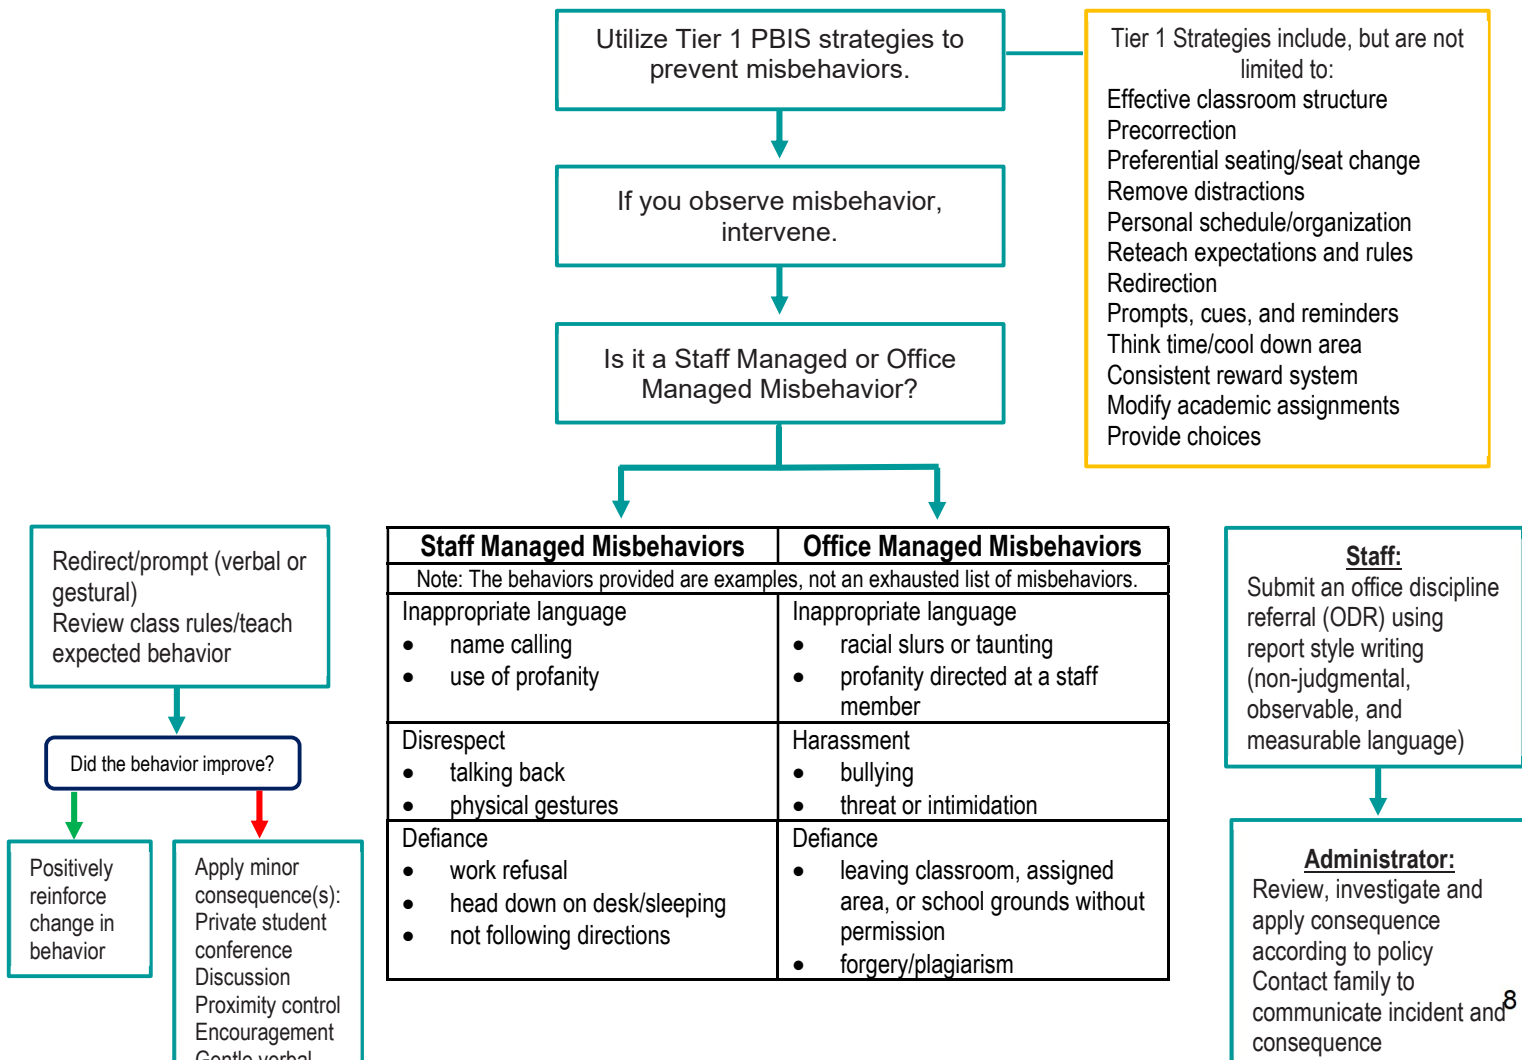 Utilize Tier 1 PBIS strategies to
prevent misbehaviors.
Tier 1 Strategies include, but are not
limited to:
Effective classroom structure
Precorrection
Preferential seating/seat change
Remove distractions
Personal schedule/organization
Reteach expectations and rules
Redirection
Prompts, cues, and reminders
Think time/cool down area
Consistent reward system
Modify academic assignments
Provide choices
If you observe misbehavior,
intervene.
Is it a Staff Managed or Office
Managed Misbehavior?
Redirect/prompt (verbal or
gestural)
Review class rules/teach
expected behavior
Did the behavior improve?
Positively
reinforce
change in
behavior
Apply minor
consequence(s):
Private student
conference
Discussion
Proximity control
Encouragement
Gentle verbal
Staff Managed Misbehaviors
Office Managed Misbehaviors
Note: The behaviors provided are examples, not an exhausted list of misbehaviors.
Inappropriate language
• name calling
• use of profanity
Inappropriate language
• racial slurs or taunting
• profanity directed at a staff
member
Disrespect
• talking back
• physical gestures
Harassment
• bullying
• threat or intimidation
Defiance
• work refusal
• head down on desk/sleeping
• not following directions
Defiance
• leaving classroom, assigned
area, or school grounds without
permission
• forgery/plagiarism
Staff:
Submit an office discipline
referral (ODR) using
report style writing
(non-judgmental,
observable, and
measurable language)
Administrator:
Review, investigate and
apply consequence
according to policy
Contact family to
communicate incident and
consequence
8